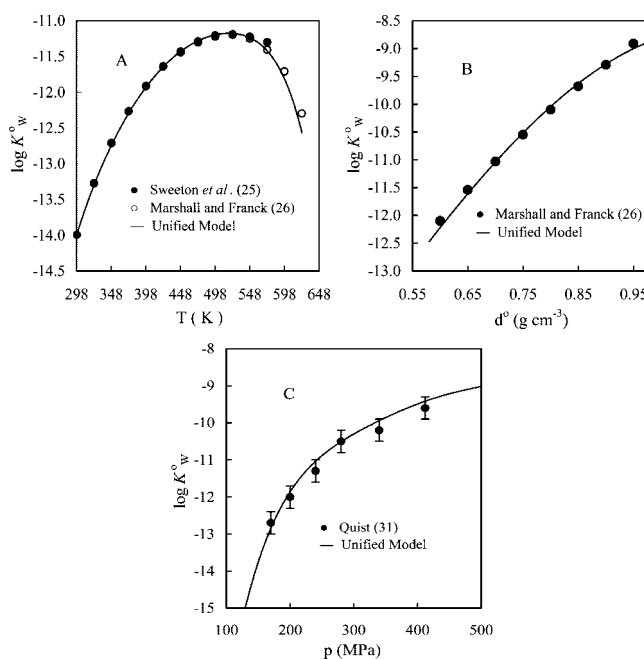 A
log K°w
-11.0
-11.5
-12.0
-12.5
-13.0
-13.5
-14.0
-14.5
Sweeton et al. (25)
Marshall and Franck (26)
Unified Model
298 348 398 448 498 548 598 648
T (K)
B
log K°w
-8.5
-9.0
-9.5
-10.0
-10.5
-11.0
-11.5
-12.0
-12.5
-13.0
Marshall and Franck (26)
Unified Model
0.55 0.65 0.75 0.85 0.95
d° (g cm-3)
C
log K°w
-8
-9
-10
-11
-12
-13
-14
-15
Quist (31)
Unified Model
100 200 300 400 500
p (MPa)